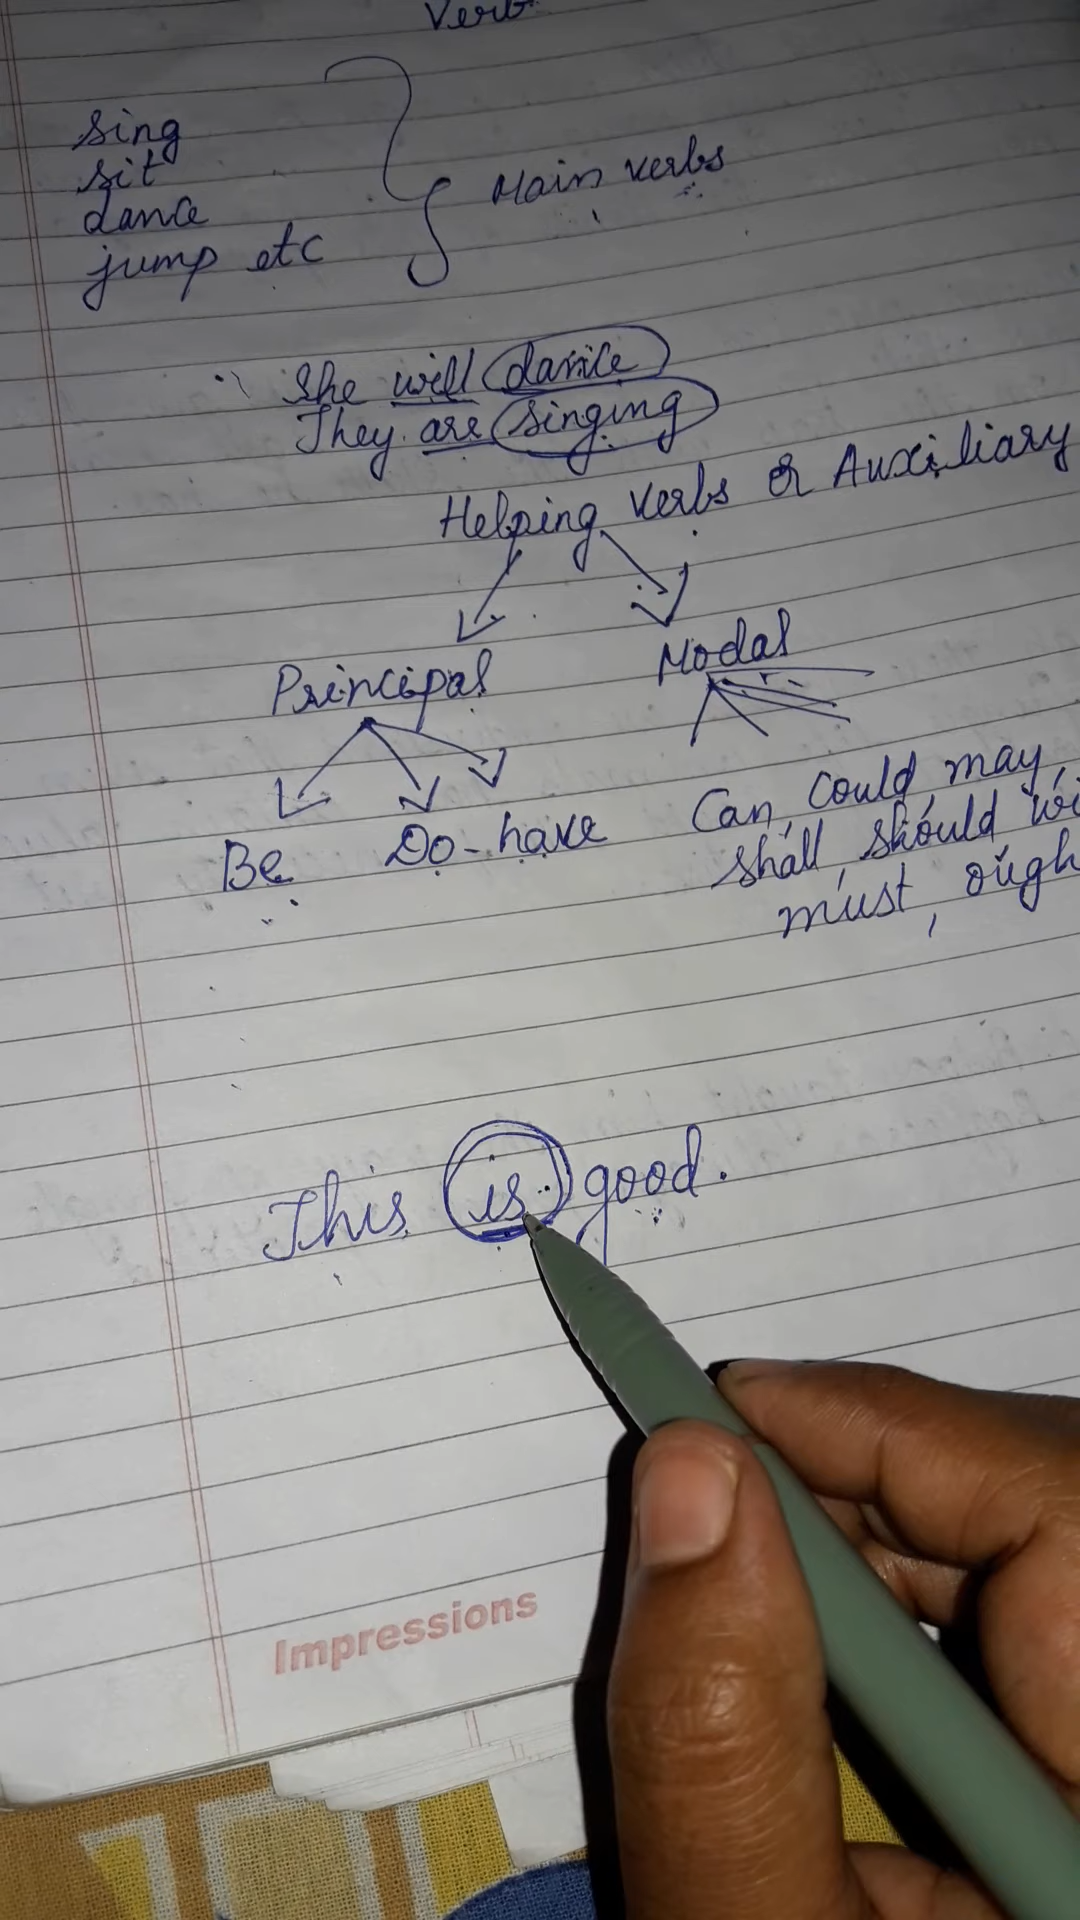 Verb
sing
sit
dance
jump etc
Main verbs
She will dance
They are singing
Helping verbs or Auxiliary
Principal
Modal
Be
Do - have
Can, could, may,
shall, should
must,
This is good.
Impressions